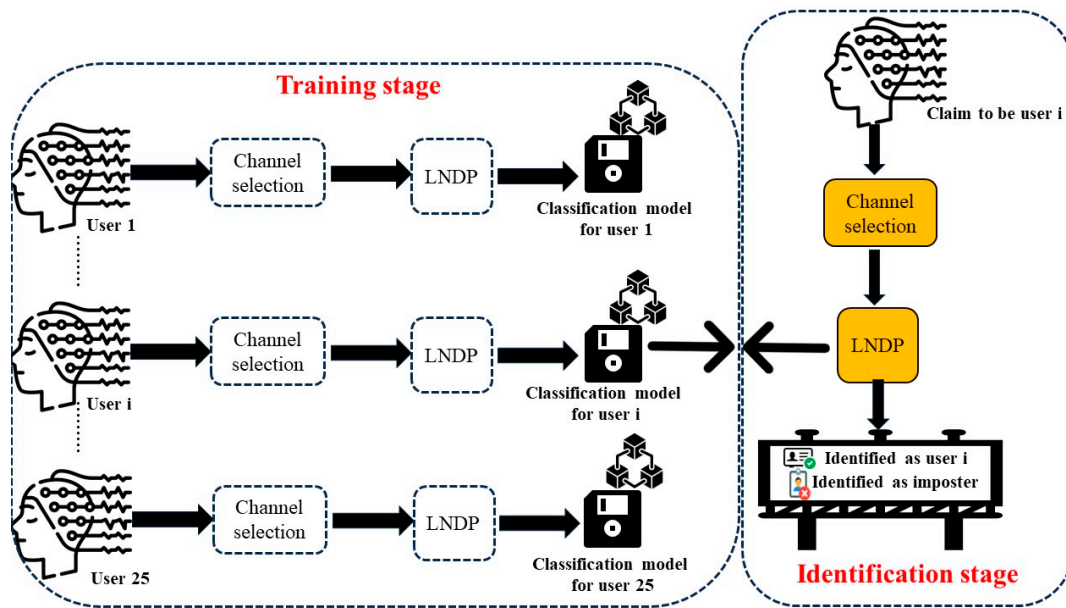 Training stage
Channel
selection
LNDP
User 1
Classification model
for user 1
Channel
selection
LNDP
User i
Classification model
for user i
Channel
selection
LNDP
User 25
Classification model
for user 25
Claim to be user i
Channel
selection
LNDP
Identified as user i
Identified as imposter
Identification stage